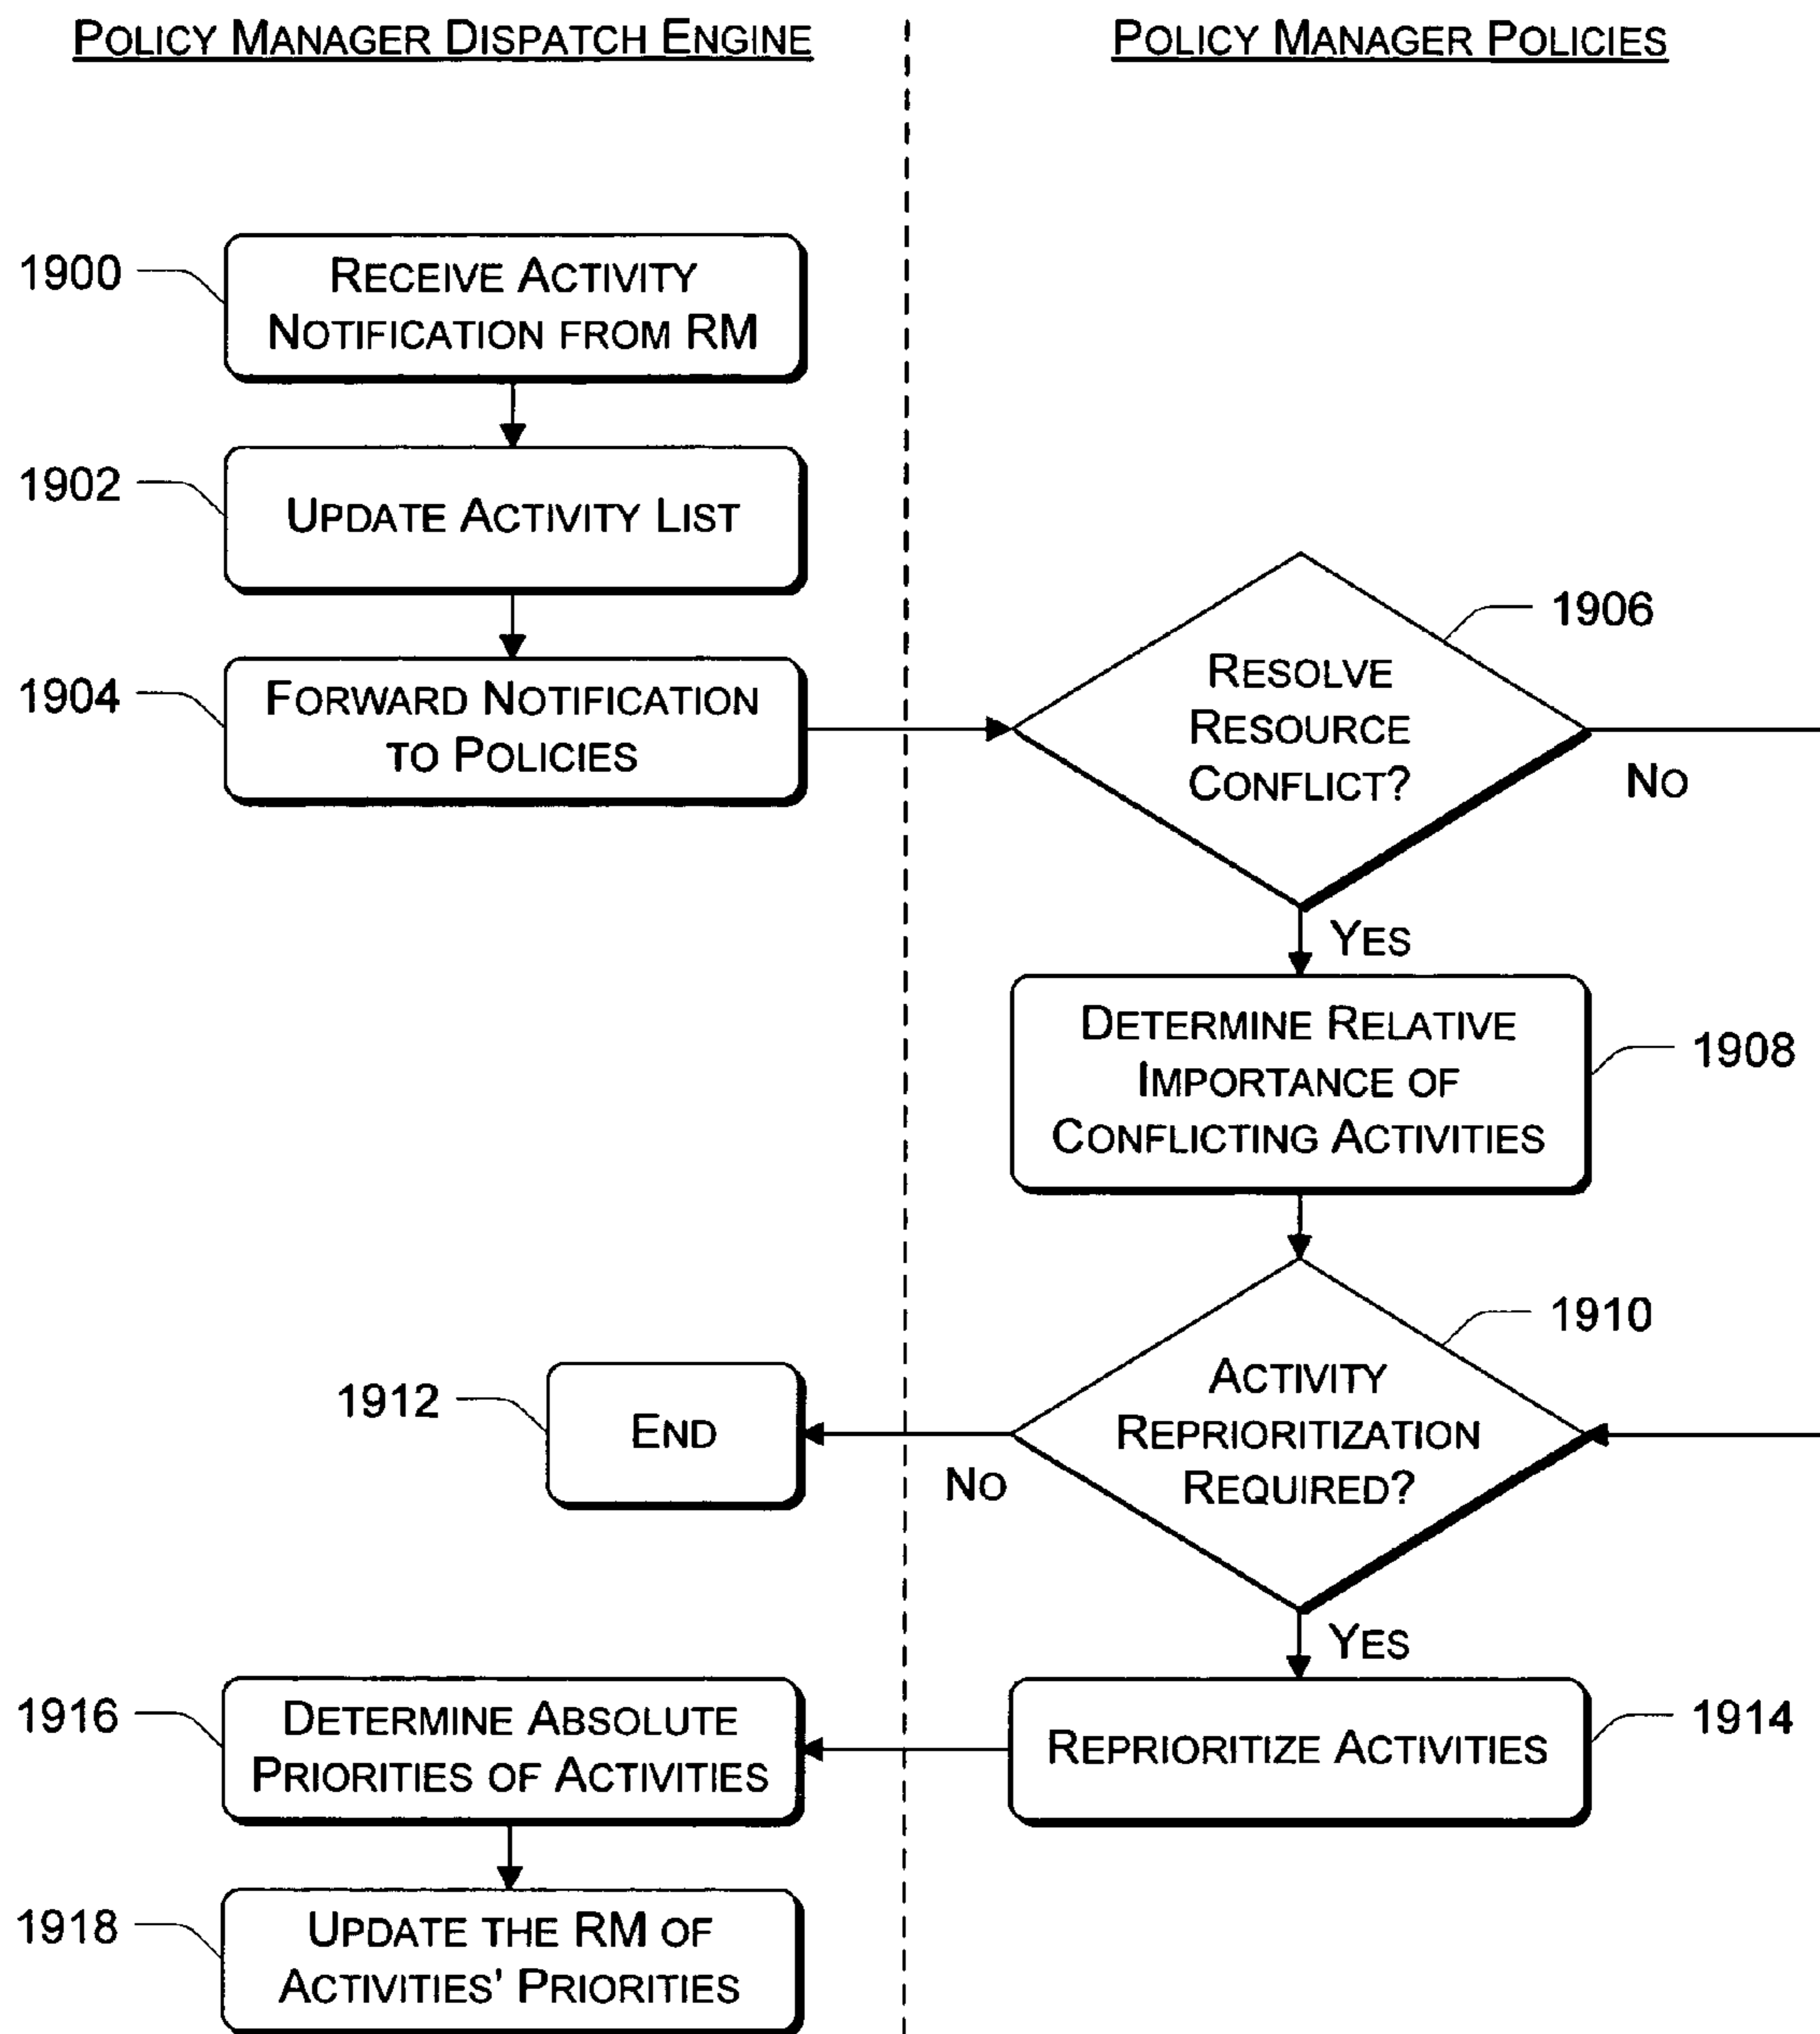 POLICY MANAGER DISPATCH ENGINE
POLICY MANAGER POLICIES
1900
RECEIVE ACTIVITY
NOTIFICATION FROM RM
1902
UPDATE ACTIVITY LIST
1904
FORWARD NOTIFICATION
TO POLICIES
1906
RESOLVE
RESOURCE
CONFLICT?
NO
YES
DETERMINE RELATIVE
IMPORTANCE OF
CONFLICTING ACTIVITIES
1908
1910
ACTIVITY
REPRIORITIZATION
REQUIRED?
1912
END
NO
YES
1916
DETERMINE ABSOLUTE
PRIORITIES OF ACTIVITIES
REPRIORITIZE ACTIVITIES
1914
1918
UPDATE THE RM OF
ACTIVITIES' PRIORITIES